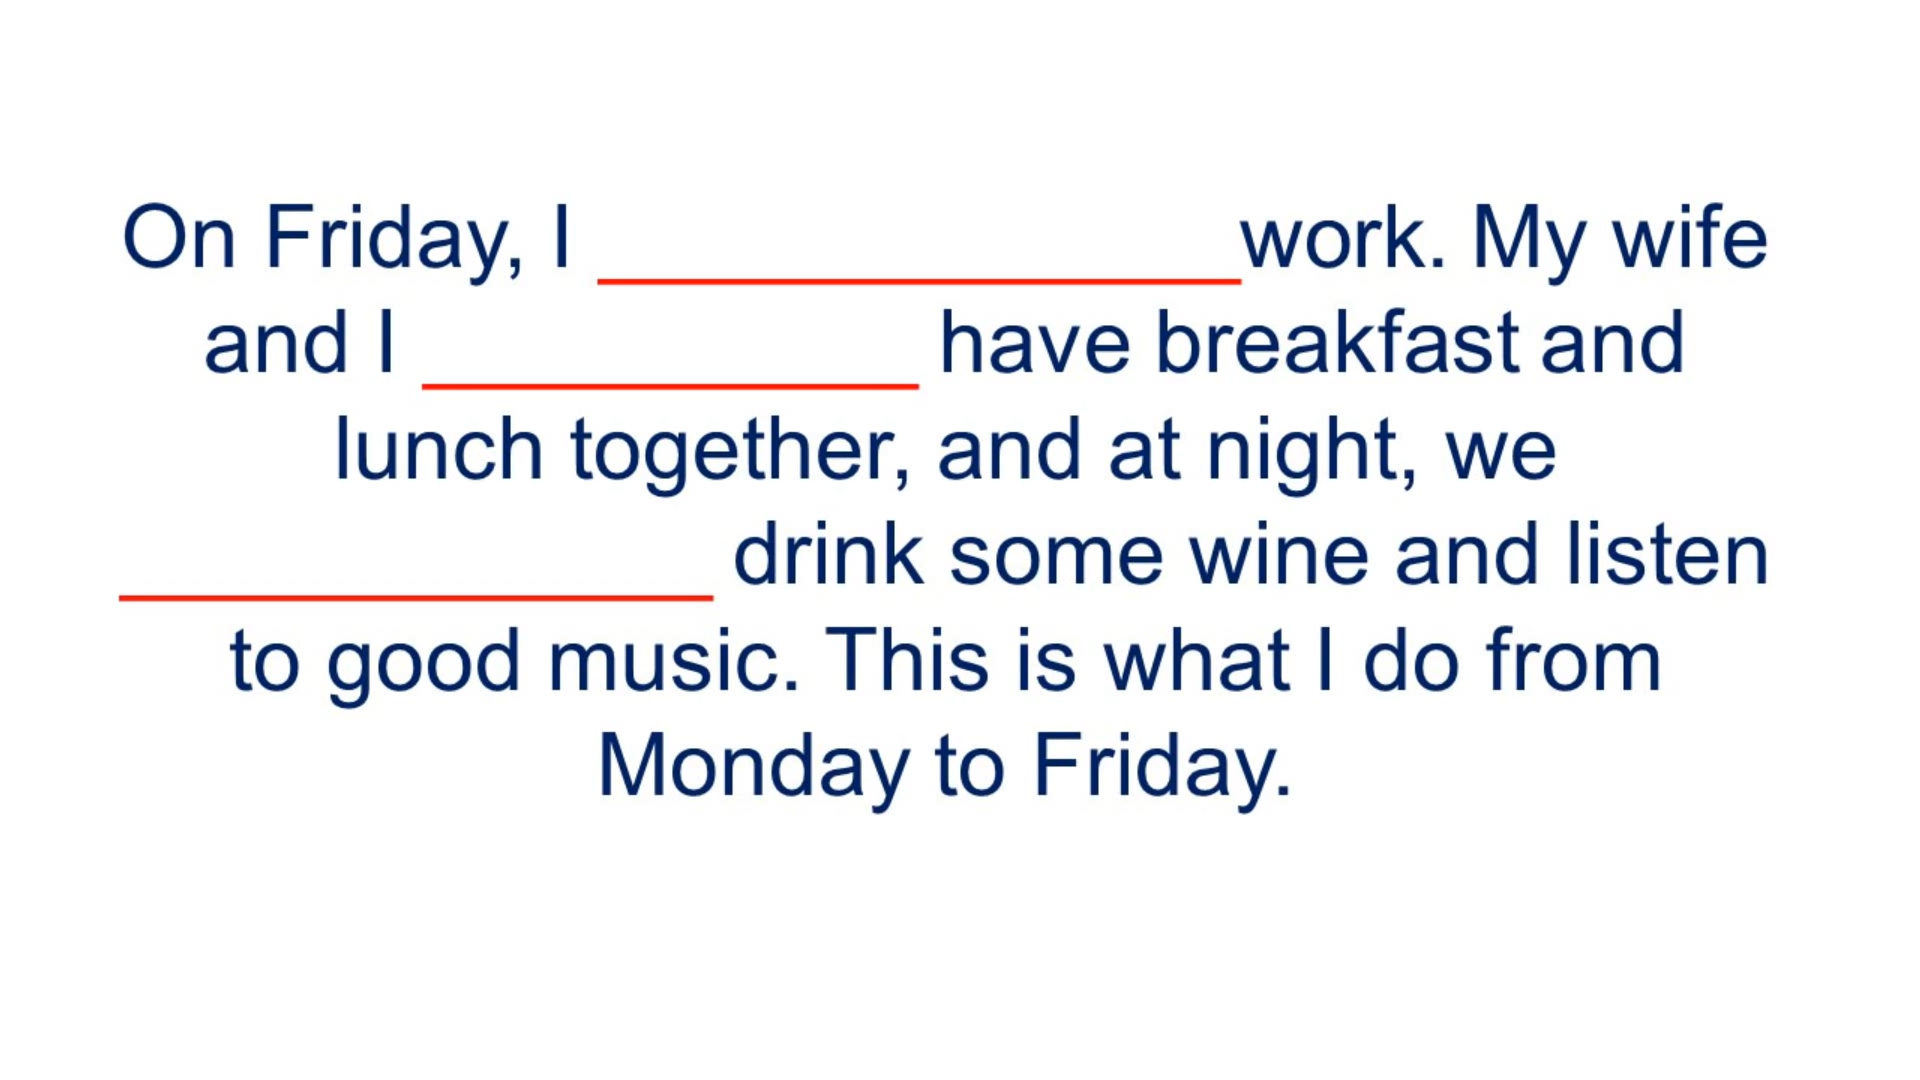 On Friday, I ______________work. My wife
and I ___________ have breakfast and
lunch together, and at night, we
_____________ drink some wine and listen
to good music. This is what I do from
Monday to Friday.